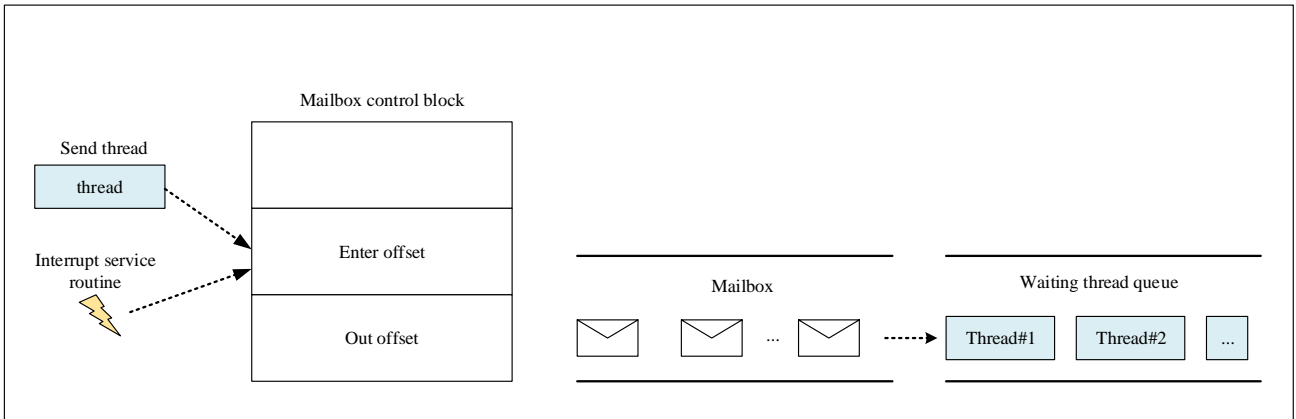 Mailbox control block
Send thread
thread
Enter offset
Interrupt service
routine
Out offset
Mailbox
...
Waiting thread queue
Thread#1
Thread#2
...